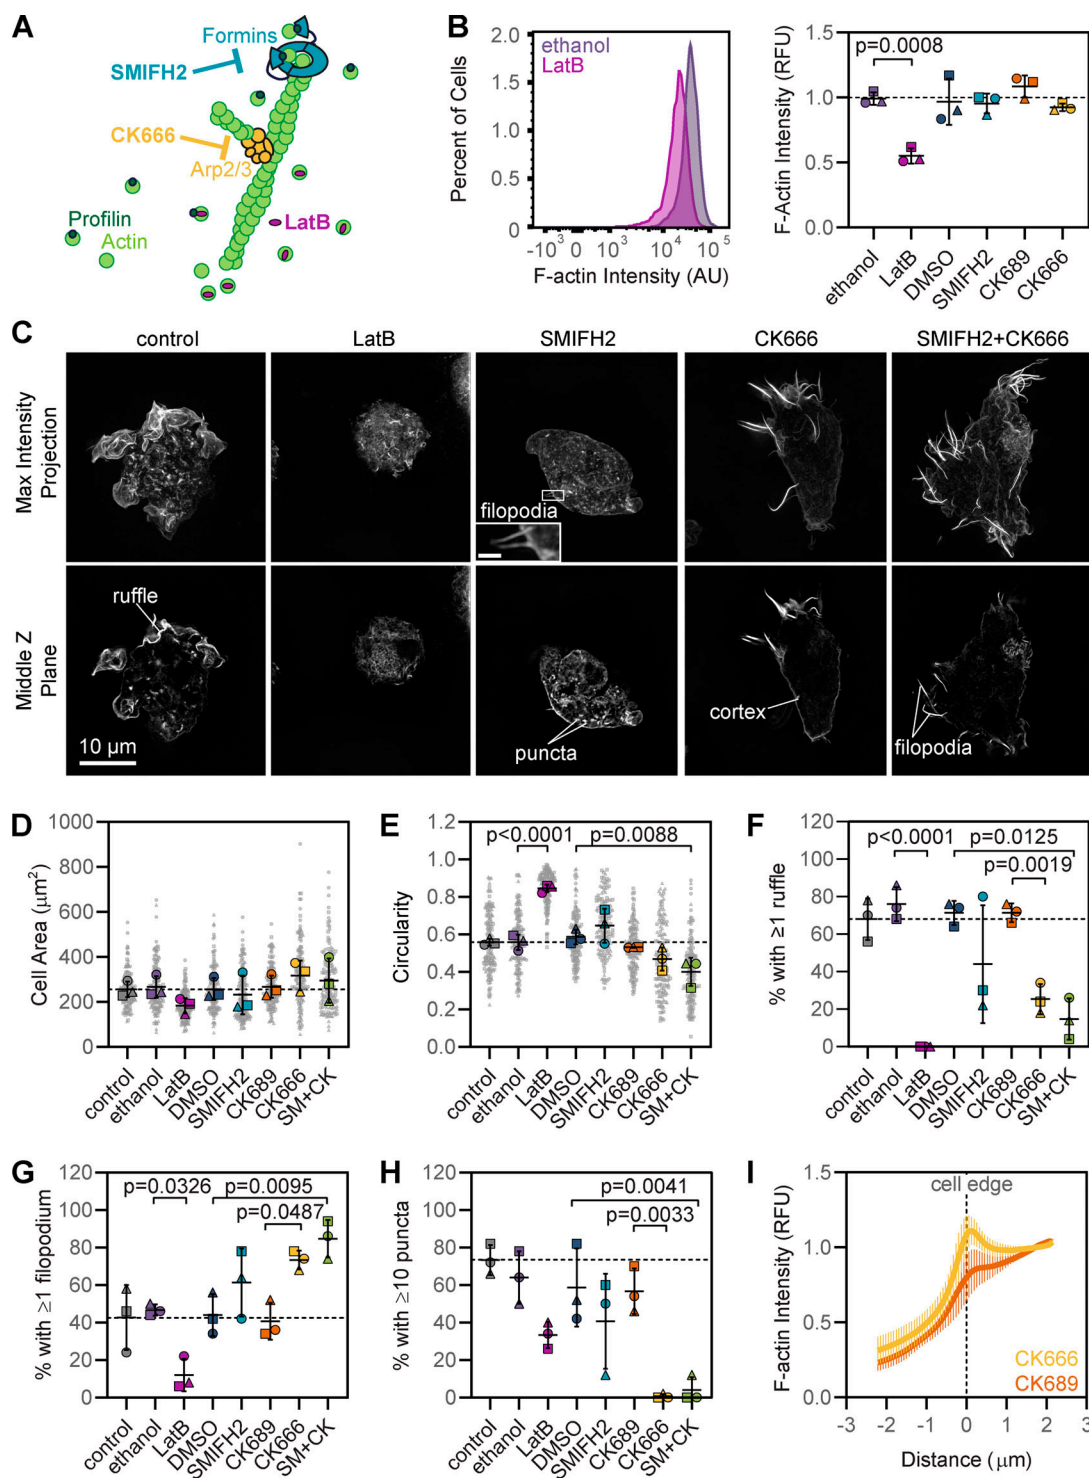 A
Formins
SMIFH2
CK666
Arp2/3
Profilin
Actin
LatB
B
ethanol
LatB
Percent of Cells
2.0
1.5
1.0
0.5
0
-10³ 10³ 10⁴ 10⁵
F-actin Intensity (AU)
F-Actin Intensity (RFU)
1.5
1.0
0.5
0.0
p=0.0008
ethanol
LatB
DMSO
SMIFH2
CK689
CK666
C
control LatB SMIFH2 CK666 SMIFH2+CK666
Max Intensity
Projection
filopodia
Middle Z
Plane
ruffle
10 µm
puncta
cortex
filopodia
D
Cell Area (µm²)
1000
800
600
400
200
0
control
ethanol
LatB
DMSO
SMIFH2
CK689
CK666
SM+CK
E
Circularity
1.2
1.0
0.8
0.6
0.4
0.2
0.0
p<0.0001 p=0.0088
control
ethanol
LatB
DMSO
SMIFH2
CK689
CK666
SM+CK
F
% with ≥1 ruffle
120
100
80
60
40
20
0
p<0.0001 p=0.0125
p=0.0019
control
ethanol
LatB
DMSO
SMIFH2
CK689
CK666
SM+CK
G
% with ≥1 filopodium
120
100
80
60
40
20
0
p=0.0326 p=0.0095
p=0.0487
control
ethanol
LatB
DMSO
SMIFH2
CK689
CK666
SM+CK
H
% with ≥10 puncta
120
100
80
60
40
20
0
p=0.0041
p=0.0033
control
ethanol
LatB
DMSO
SMIFH2
CK689
CK666
SM+CK
I
F-actin Intensity (RFU)
1.5
1.0
0.5
0.0
cell edge
CK666
CK689
-3 -2 -1 0 1 2 3
Distance (µm)